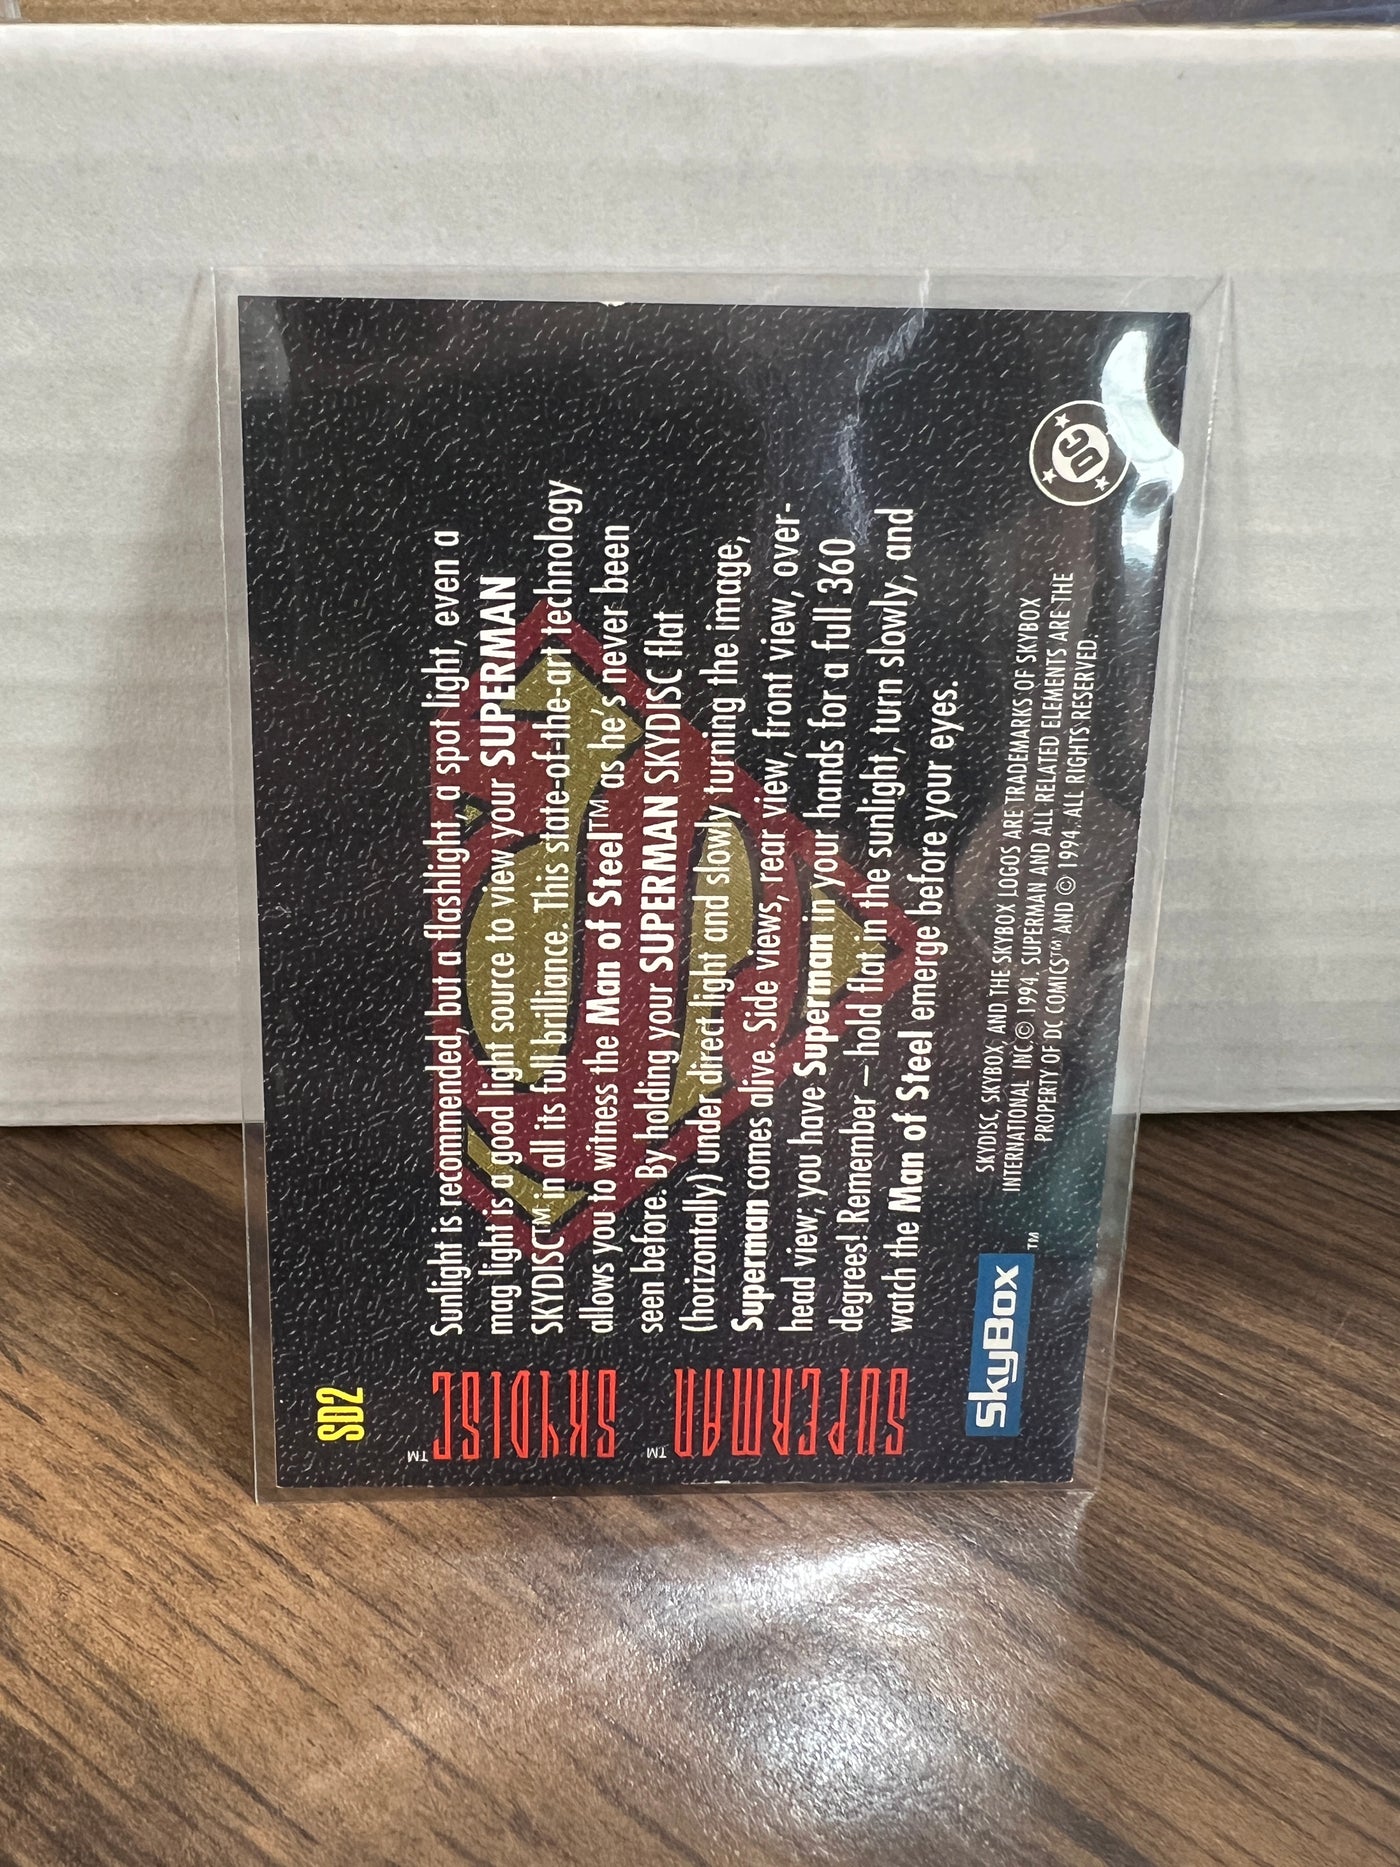 SD2
SKYDISC™
SUPERMAN™
Sunlight is recommended, but a flashlight, a spot light, even a
mag light is a good light source to view your SUPERMAN
SKYDISC™ in all its full brilliance. This state-of-the-art technology
allows you to witness the Man of Steel™ as he's never been
seen before. By holding your SUPERMAN SKYDISC flat
(horizontally) under direct light and slowly turning the image,
Superman comes alive. Side views, rear view, front view, over-
head view; you have Superman in your hands for a full 360
degrees! Remember – hold flat in the sunlight, turn slowly, and
watch the Man of Steel emerge before your eyes.
SkyBox™
SKYDISC, SKYBOX, AND THE SKYBOX LOGOS ARE TRADEMARKS OF SKYBOX
INTERNATIONAL INC.© 1994. SUPERMAN AND ALL RELATED ELEMENTS ARE THE
PROPERTY OF DC COMICS™ AND © 1994. ALL RIGHTS RESERVED.
DC